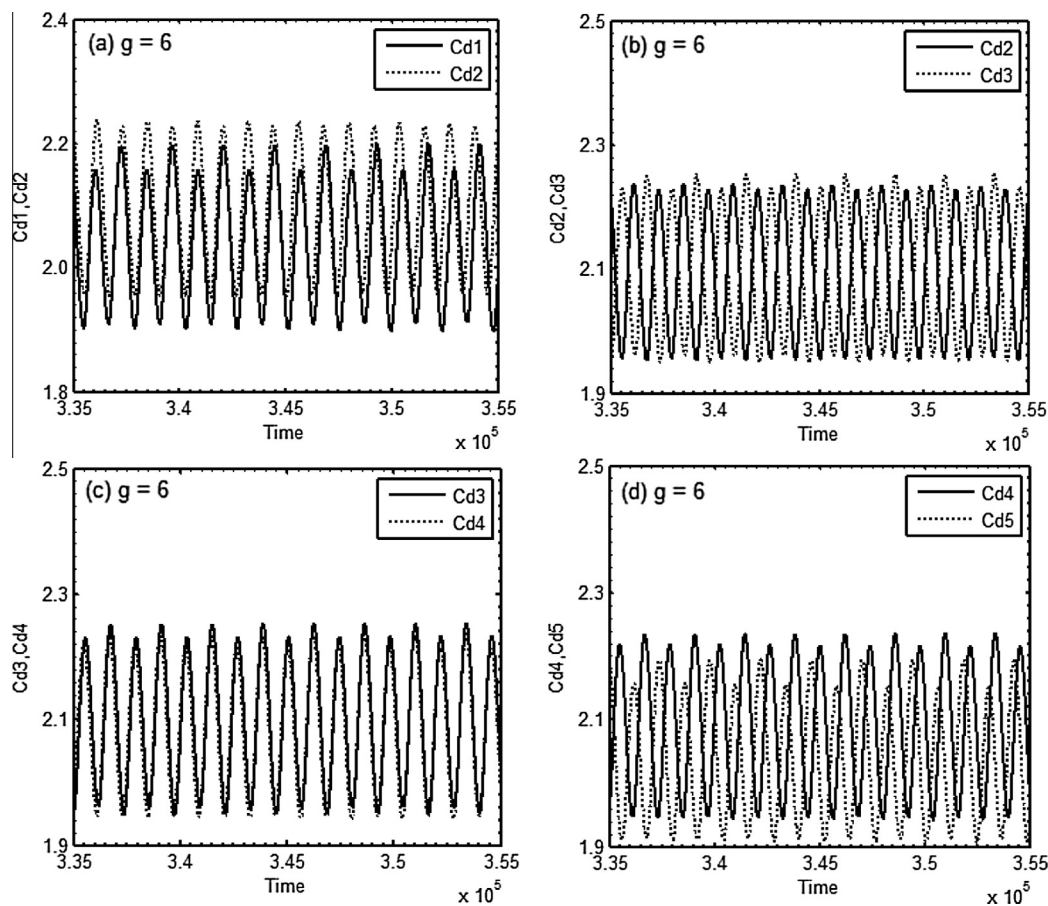 (a) g = 6
Cd1
Cd2
2.4
2.2
2.0
1.8
Cd1,Cd2
3.35
3.4
3.45
3.5
3.55
Time
x 10^5
(b) g = 6
Cd2
Cd3
2.5
2.3
2.1
1.9
Cd2,Cd3
3.35
3.4
3.45
3.5
3.55
Time
x 10^5
(c) g = 6
Cd3
Cd4
2.5
2.3
2.1
1.9
Cd3,Cd4
3.35
3.4
3.45
3.5
3.55
Time
x 10^5
(d) g = 6
Cd4
Cd5
2.5
2.3
2.1
1.9
Cd4,Cd5
3.35
3.4
3.45
3.5
3.55
Time
x 10^5